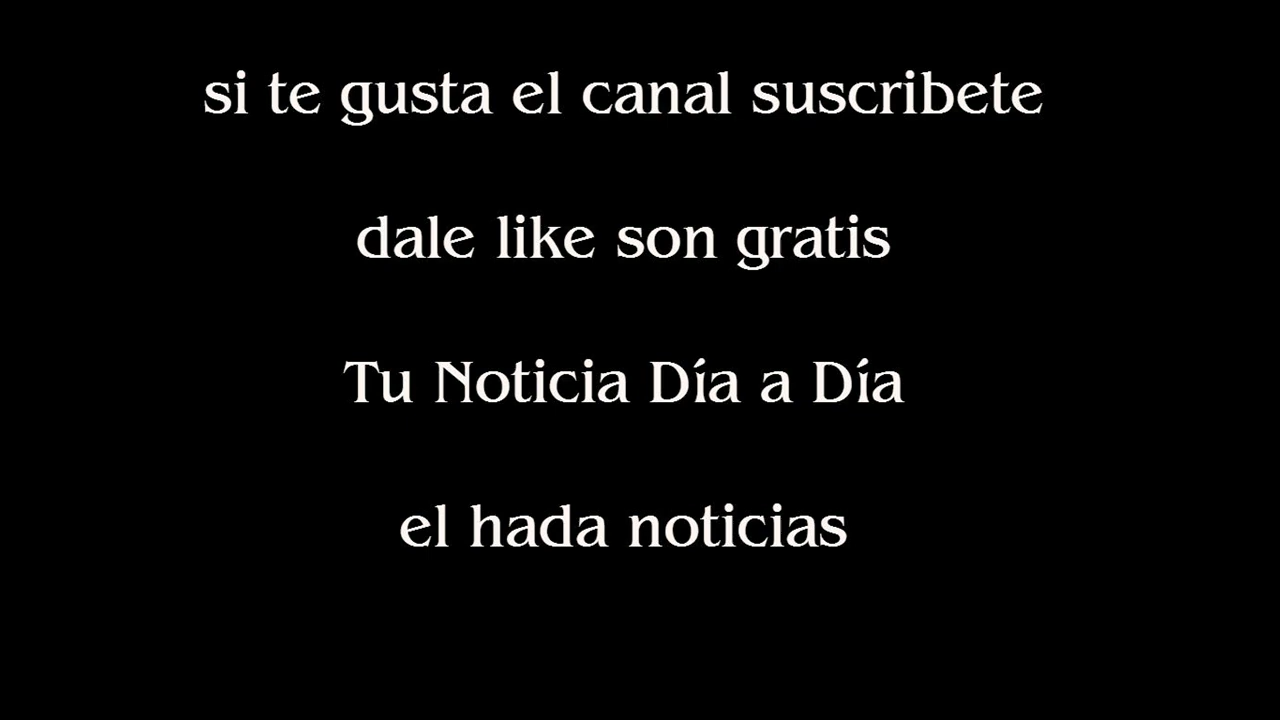 si te gusta el canal suscribete
dale like son gratis
Tu Noticia Día a Día
el hada noticias